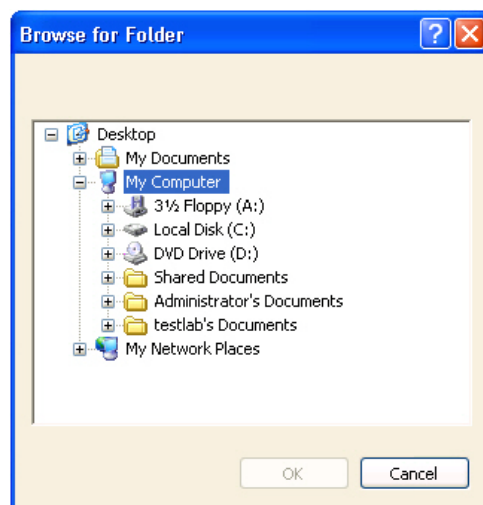 Browse for Folder
Desktop
My Documents
My Computer
3½ Floppy (A:)
Local Disk (C:)
DVD Drive (D:)
Shared Documents
Administrator's Documents
testlab's Documents
My Network Places
OK Cancel